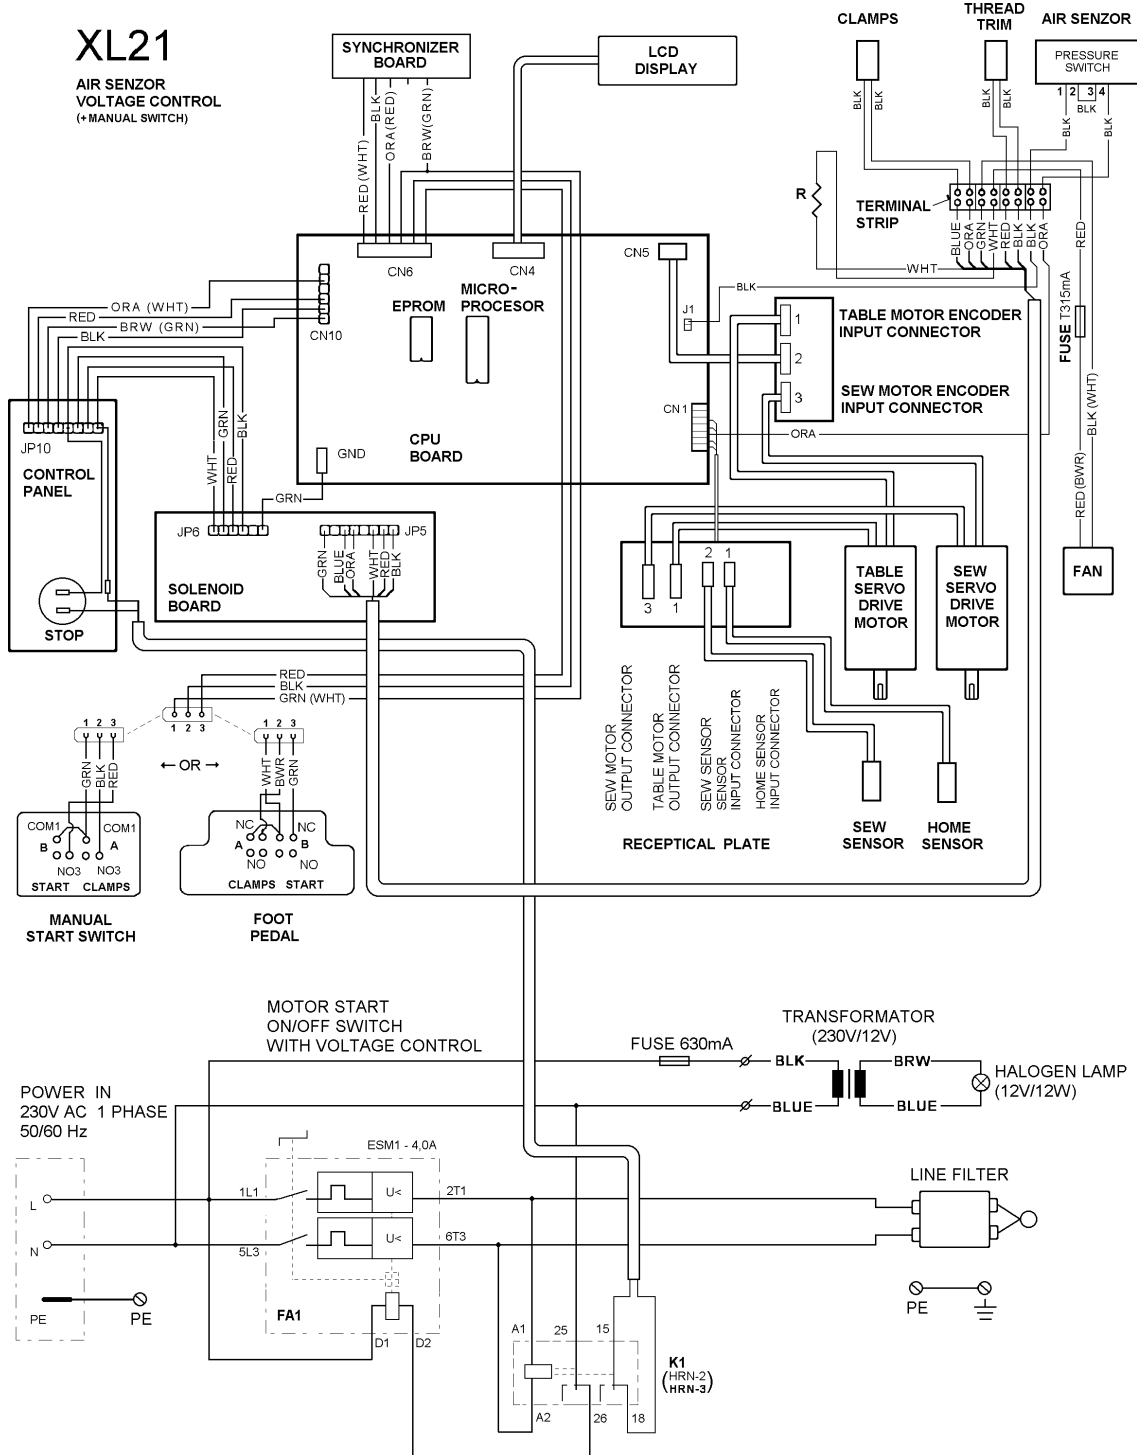 XL21
AIR SENZOR
VOLTAGE CONTROL
(+MANUAL SWITCH)
SYNCHRONIZER
BOARD
LCD
DISPLAY
CLAMPS
THREAD
TRIM
AIR SENZOR
PRESSURE
SWITCH
1 2 3 4
BLK
BLK
BLK
BLK
BLK
BLK
BLK
RED (WHT)
BLK
ORA(RED)
BRW(GRN)
R
TERMINAL
STRIP
BLUE
ORA
GRN
WHT
RED
BLK
BLK
ORA
RED
WHT
BLK
FUSE T315mA
BLK (WHT)
RED (BWR)
FAN
CN6
CN4
CN5
EPROM
MICRO-
PROCESOR
J1
CN10
CN1
CPU
BOARD
GND
ORA (WHT)
RED
BRW (GRN)
BLK
1
2
3
TABLE MOTOR ENCODER
INPUT CONNECTOR
SEW MOTOR ENCODER
INPUT CONNECTOR
ORA
JP10
CONTROL
PANEL
STOP
WHT
GRN
RED
BLK
GRN
JP6
JP5
GRN
BLUE
ORA
WHT
RED
BLK
SOLENOID
BOARD
2 1
3 1
TABLE
SERVO
DRIVE
MOTOR
SEW
SERVO
DRIVE
MOTOR
RED
BLK
GRN (WHT)
1 2 3
1 2 3
1 2 3
← OR →
GRN
BLK
RED
WHT
BWR
GRN
COM1
COM1
B
A
NO3
NO3
START CLAMPS
MANUAL
START SWITCH
NC
NC
A
B
NO
NO
CLAMPS START
FOOT
PEDAL
SEW MOTOR
OUTPUT CONNECTOR
TABLE MOTOR
OUTPUT CONNECTOR
SEW SENSOR
SENSOR
INPUT CONNECTOR
HOME SENSOR
INPUT CONNECTOR
RECEPTICAL PLATE
SEW
SENSOR
HOME
SENSOR
MOTOR START
ON/OFF SWITCH
WITH VOLTAGE CONTROL
FUSE 630mA
TRANSFORMATOR
(230V/12V)
BLK
BRW
BLUE
BLUE
HALOGEN LAMP
(12V/12W)
POWER IN
230V AC 1 PHASE
50/60 Hz
ESM1 - 4,0A
L
1L1
U<
2T1
N
5L3
U<
6T3
LINE FILTER
PE
PE
FA1
D1
D2
PE
A1
25
15
K1
(HRN-2
HRN-3)
A2
26
18